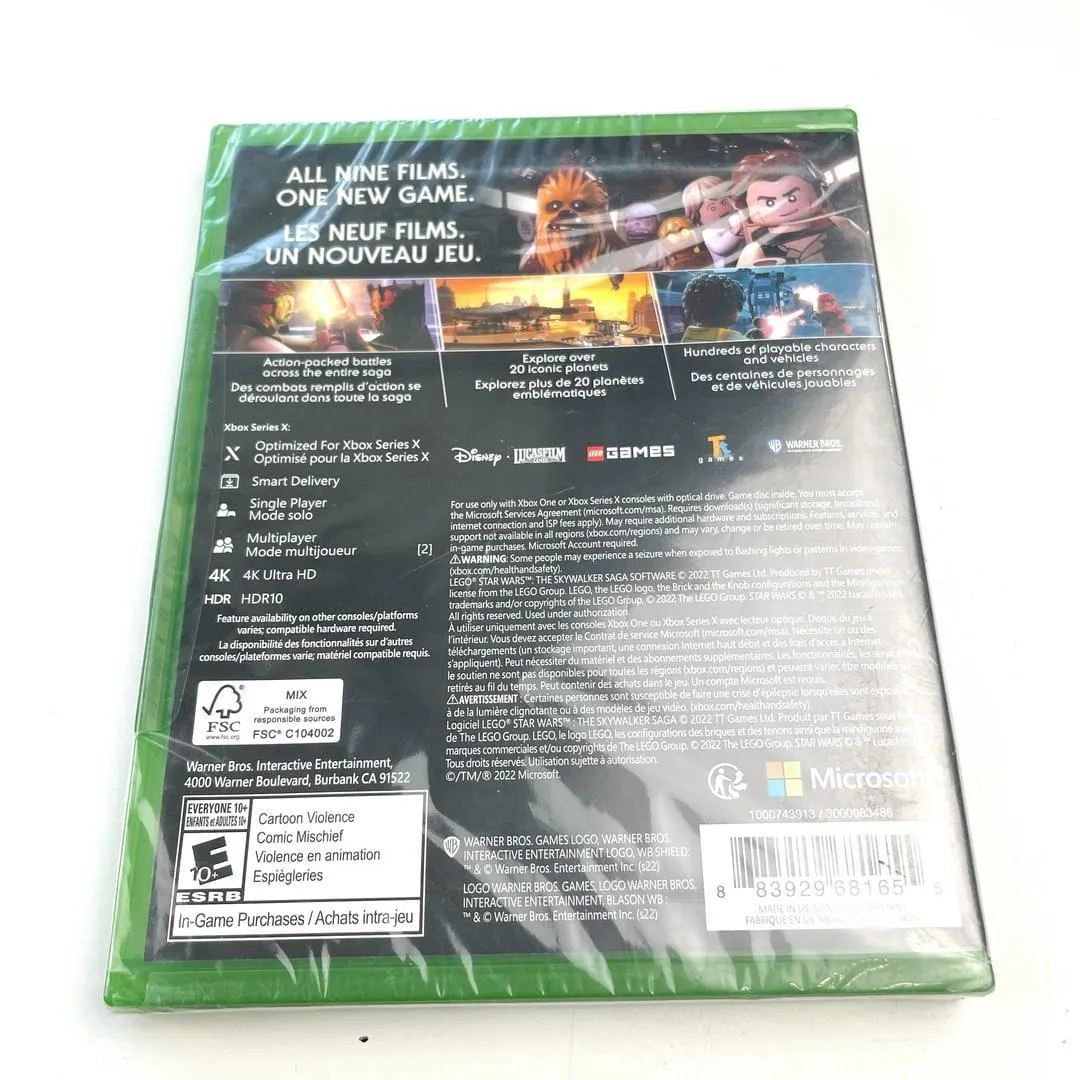 ALL NINE FILMS.
ONE NEW GAME.
LES NEUF FILMS.
UN NOUVEAU JEU.
Action-packed battles
across the entire saga
Des combats remplis d'action se
déroulant dans toute la saga
Explore over
20 iconic planets
Explorez plus de 20 planètes
emblématiques
Hundreds of playable characters
and vehicles
Des centaines de personnages
et de véhicules jouables
Xbox Series X:
X Optimized For Xbox Series X
Optimisé pour la Xbox Series X
Smart Delivery
Single Player
Mode solo
Multiplayer
Mode multijoueur [2]
4K 4K Ultra HD
HDR HDR10
Feature availability on other consoles/platforms
varies; compatible hardware required.
La disponibilité des fonctionnalités sur d'autres
consoles/plateformes varie; matériel compatible requis.
Disney · LUCASFILM GAMES
LEGO GAMES
TT games
WB WARNER BROS.
INTERACTIVE ENTERTAINMENT
For use only with Xbox One or Xbox Series X consoles with optical drive. Game disc inside. You must accept
the Microsoft Services Agreement (microsoft.com/msa). Requires download(s) (significant storage, broadband
internet connection and ISP fees apply). May require additional hardware and subscriptions. Features, services, and
support not available in all regions (xbox.com/regions) and may vary, change or be retired over time. May contain
in-game purchases. Microsoft Account required.
⚠WARNING: Some people may experience a seizure when exposed to flashing lights or patterns in video games.
(xbox.com/healthandsafety).
LEGO® STAR WARS™: THE SKYWALKER SAGA SOFTWARE © 2022 TT Games Ltd. Produced by TT Games under
license from the LEGO Group. LEGO, the LEGO logo, the Brick and the Knob configurations and the Minifigure are
trademarks and/or copyrights of the LEGO Group. © 2022 The LEGO Group. STAR WARS © & ™ 2022 Lucasfilm Ltd.
All rights reserved. Used under authorization.
À utiliser uniquement avec les consoles Xbox One ou Xbox Series X avec lecteur optique. Disque du jeu à
l'intérieur. Vous devez accepter le Contrat de service Microsoft (microsoft.com/msa). Nécessite un ou des
téléchargements (un stockage important, une connexion Internet haut débit et des frais d'accès à Internet
s'appliquent). Peut nécessiter du matériel et des abonnements supplémentaires. Les fonctionnalités, les services
le soutien ne sont pas disponibles pour toutes les régions (xbox.com/regions) et peuvent varier, être modifiés ou
retirés au fil du temps. Peut contenir des achats dans le jeu. Un compte Microsoft est requis.
⚠AVERTISSEMENT : Certaines personnes sont susceptible de faire une crise d'épilepsie lorsqu'elles sont
à de la lumière clignotante ou à des modèles de jeu vidéo. (xbox.com/healthandsafety).
Logiciel LEGO® STAR WARS™ : THE SKYWALKER SAGA © 2022 TT Games Ltd. Produit par TT Games sous
de The LEGO Group. LEGO, le logo LEGO, les configurations des briques et des tenons ainsi que la minifigurine sont
marques commerciales et/ou copyrights de The LEGO Group. © 2022 The LEGO Group. STAR WARS © & ™ Lucasfilm
Tous droits réservés. Utilisation sujette à autorisation.
©/TM/® 2022 Microsoft.
Microsoft
1000743913 / 3000083486
FSC
www.fsc.org
MIX
Packaging from
responsible sources
FSC® C104002
Warner Bros. Interactive Entertainment,
4000 Warner Boulevard, Burbank CA 91522
EVERYONE 10+
ENFANTS et ADULTES 10+
E
10+
ESRB
Cartoon Violence
Comic Mischief
Violence en animation
Espiègleries
In-Game Purchases / Achats intra-jeu
WB WARNER BROS. GAMES LOGO, WARNER BROS.
INTERACTIVE ENTERTAINMENT LOGO, WB SHIELD:
™ & © Warner Bros. Entertainment Inc. (s22)
LOGO WARNER BROS. GAMES, LOGO WARNER BROS.
INTERACTIVE ENTERTAINMENT, BLASON WB :
™ & © Warner Bros. Entertainment Inc. (s22)
8 83929 68165 5
MADE IN US,
FABRIQUÉ EN US,